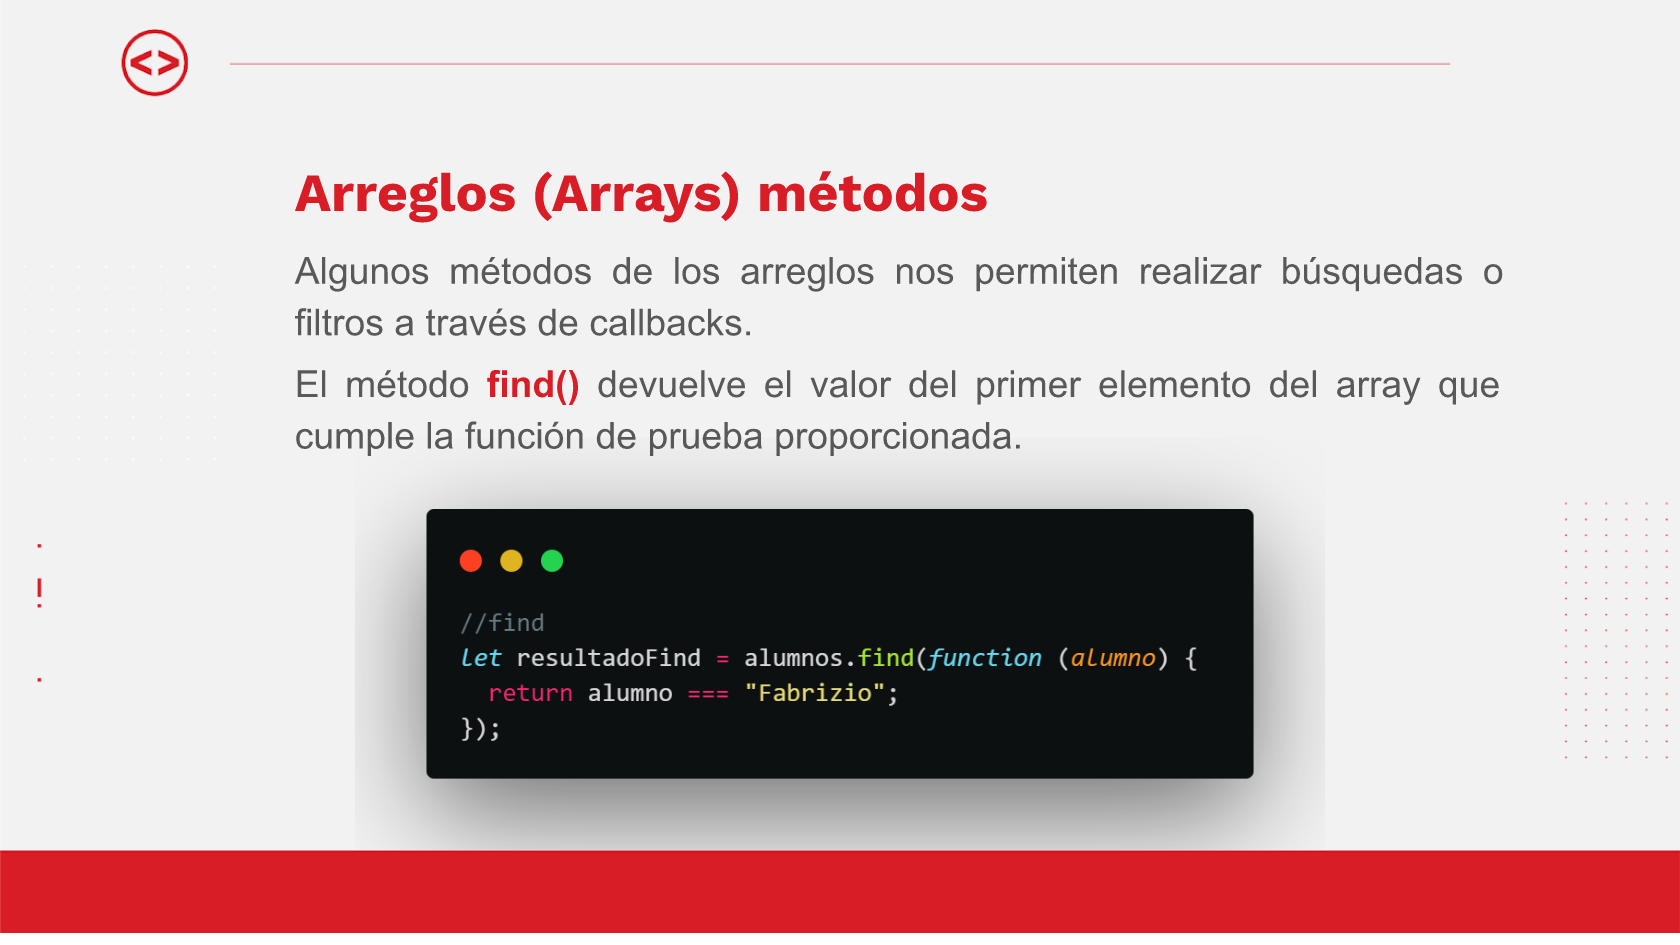 <>
Arreglos (Arrays) métodos
Algunos métodos de los arreglos nos permiten realizar búsquedas o
filtros a través de callbacks.
El método find() devuelve el valor del primer elemento del array que
cumple la función de prueba proporcionada.
//find
let resultadoFind = alumnos.find(function (alumno) {
  return alumno === "Fabrizio";
});